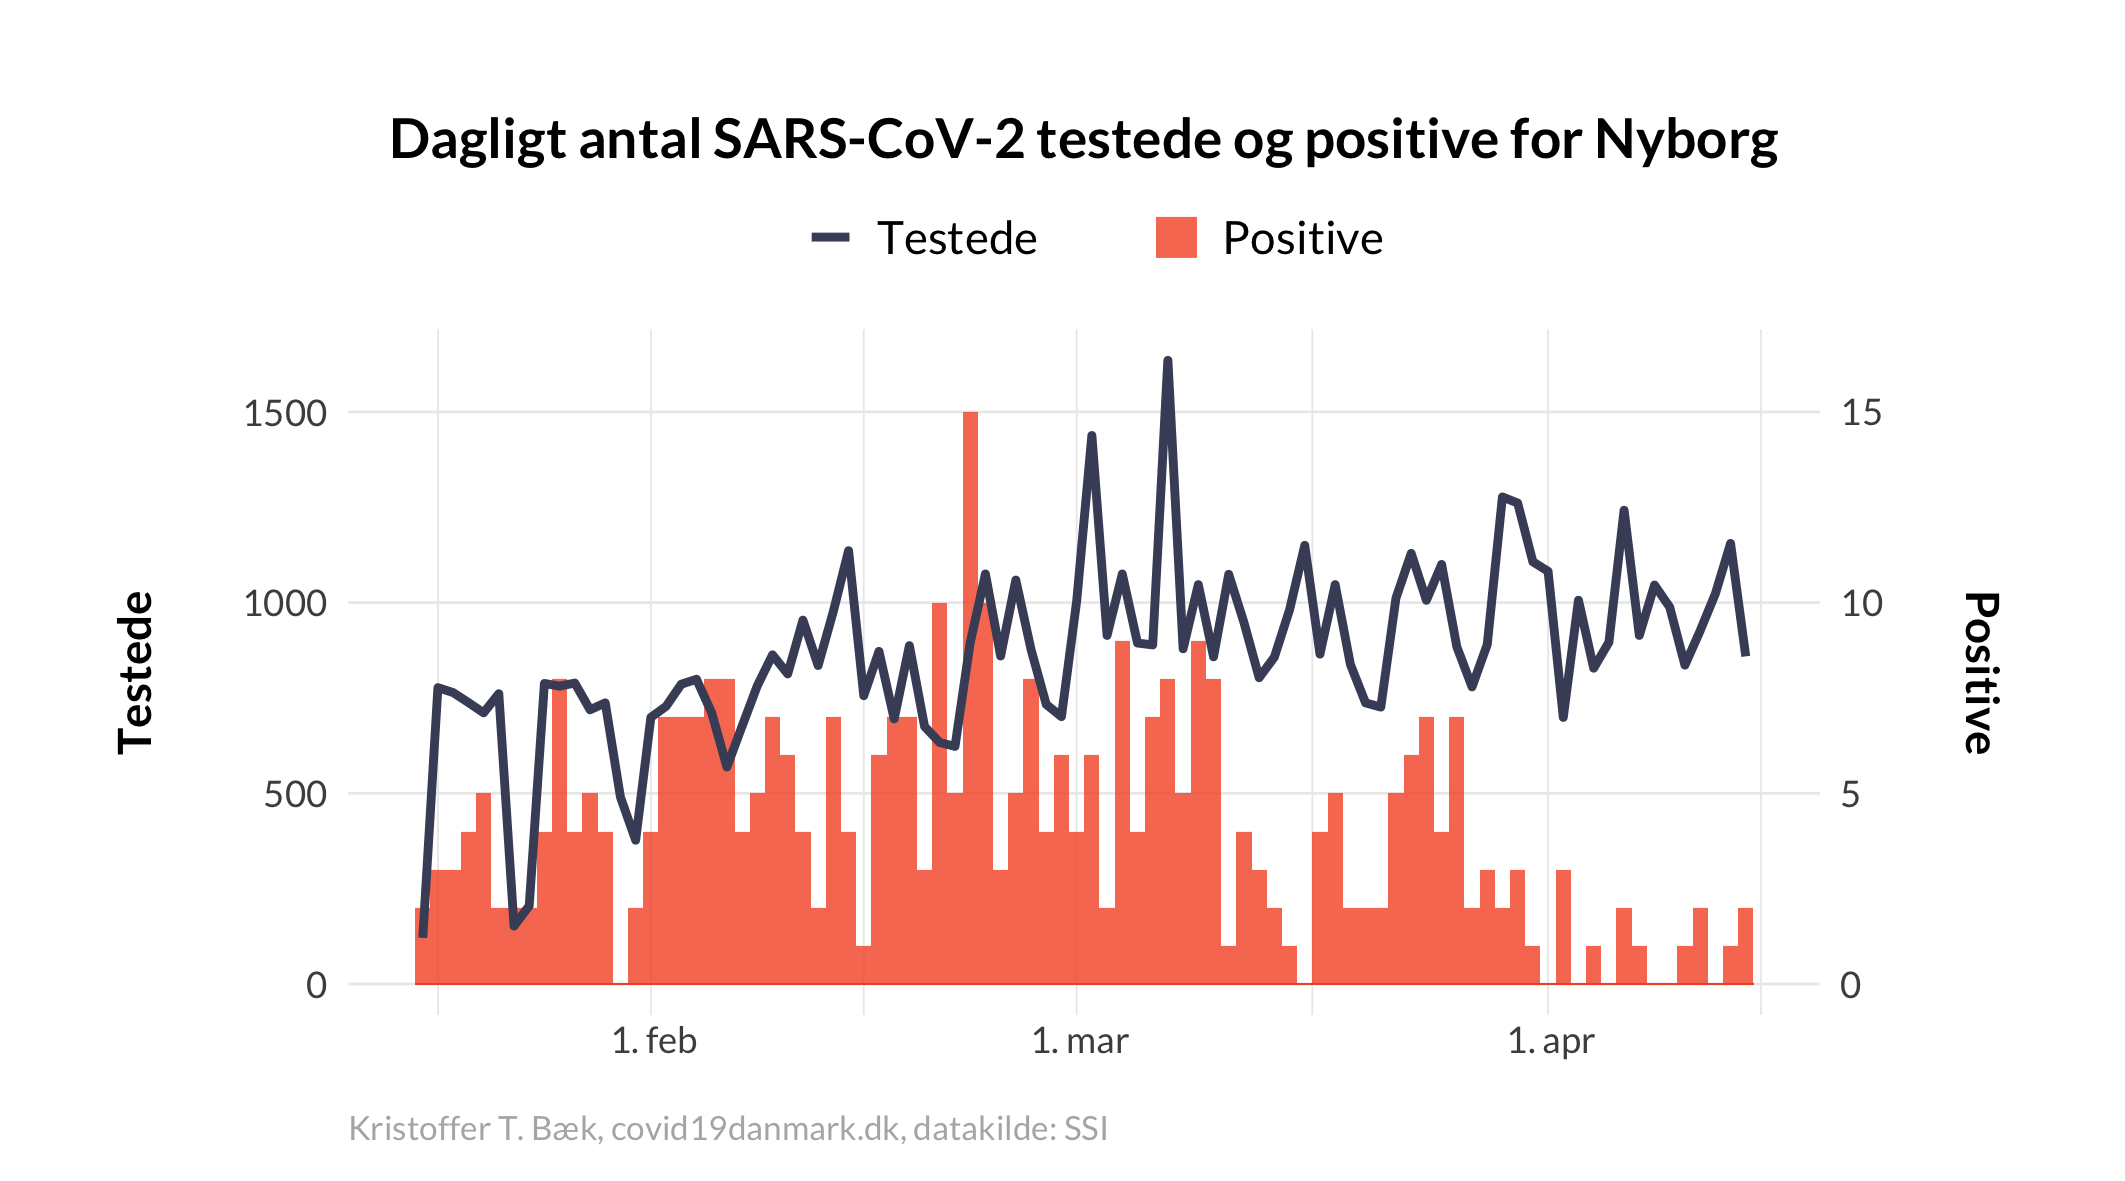 Dagligt antal SARS-CoV-2 testede og positive for Nyborg
Testede
Positive
Testede
1500
1000
500
0
15
10
5
0
Positive
1. feb
1. mar
1. apr
Kristoffer T. Bæk, covid19danmark.dk, datakilde: SSI